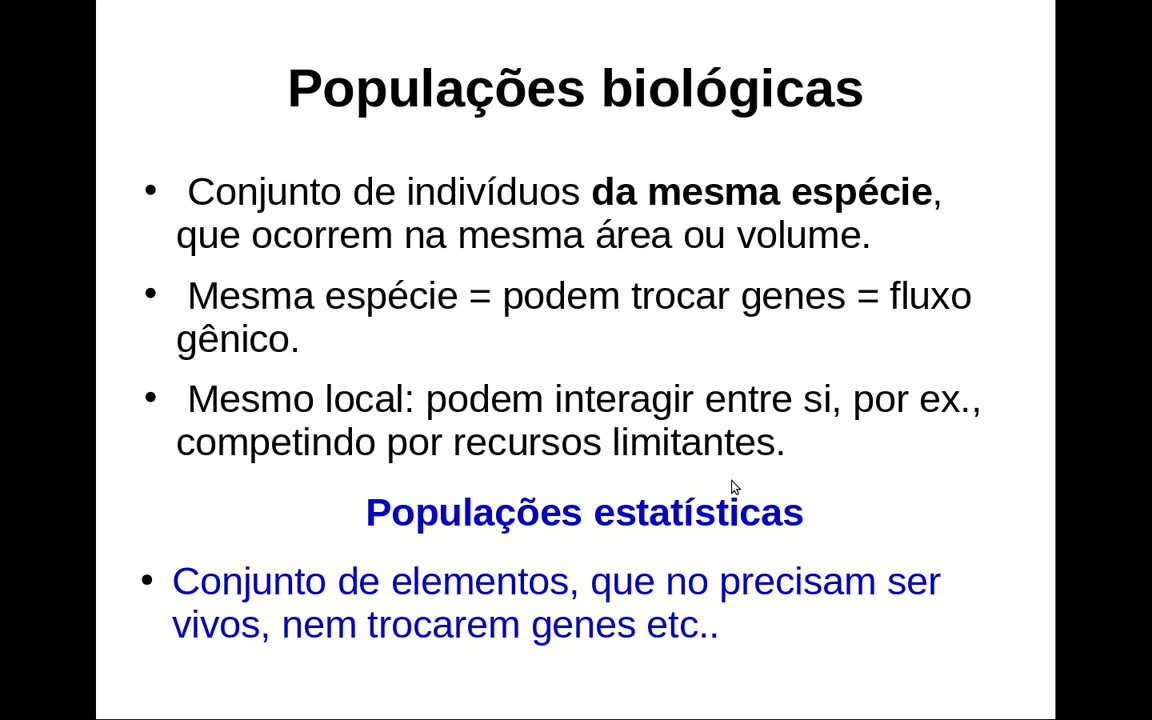 Populações biológicas
• Conjunto de indivíduos da mesma espécie,
que ocorrem na mesma área ou volume.
• Mesma espécie = podem trocar genes = fluxo
gênico.
• Mesmo local: podem interagir entre si, por ex.,
competindo por recursos limitantes.
Populações estatísticas
• Conjunto de elementos, que no precisam ser
vivos, nem trocarem genes etc..